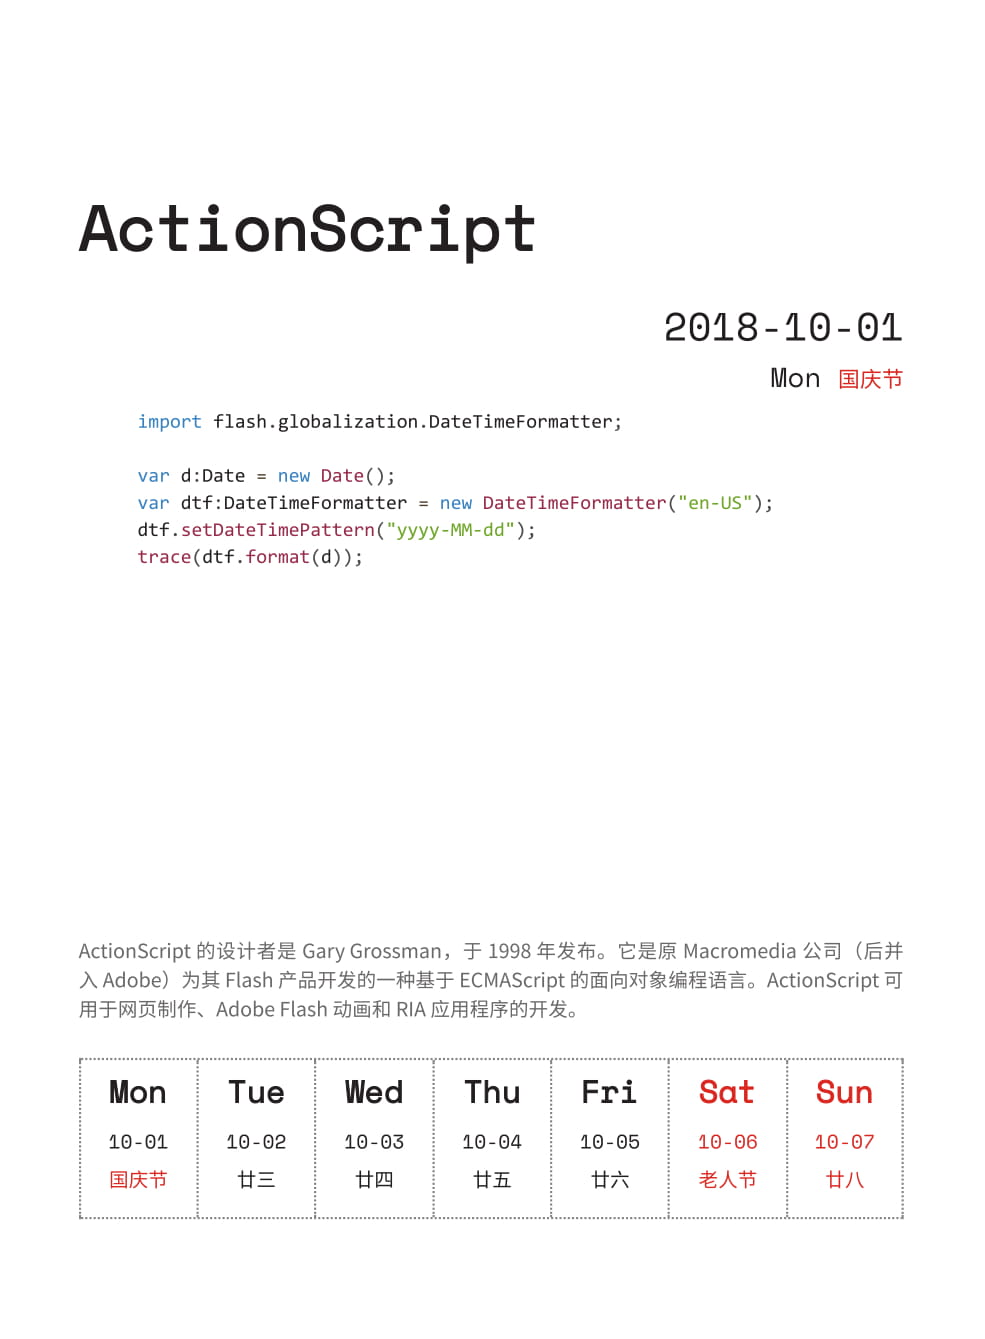 ActionScript
2018-10-01
Mon 国庆节
import flash.globalization.DateTimeFormatter;
var d:Date = new Date();
var dtf:DateTimeFormatter = new DateTimeFormatter("en-US");
dtf.setDateTimePattern("yyyy-MM-dd");
trace(dtf.format(d));
ActionScript 的设计者是 Gary Grossman，于 1998 年发布。它是原 Macromedia 公司（后并
入 Adobe）为其 Flash 产品开发的一种基于 ECMAScript 的面向对象编程语言。ActionScript 可
用于网页制作、Adobe Flash 动画和 RIA 应用程序的开发。
Mon Tue Wed Thu Fri Sat Sun
10-01 10-02 10-03 10-04 10-05 10-06 10-07
国庆节 廿三 廿四 廿五 廿六 老人节 廿八